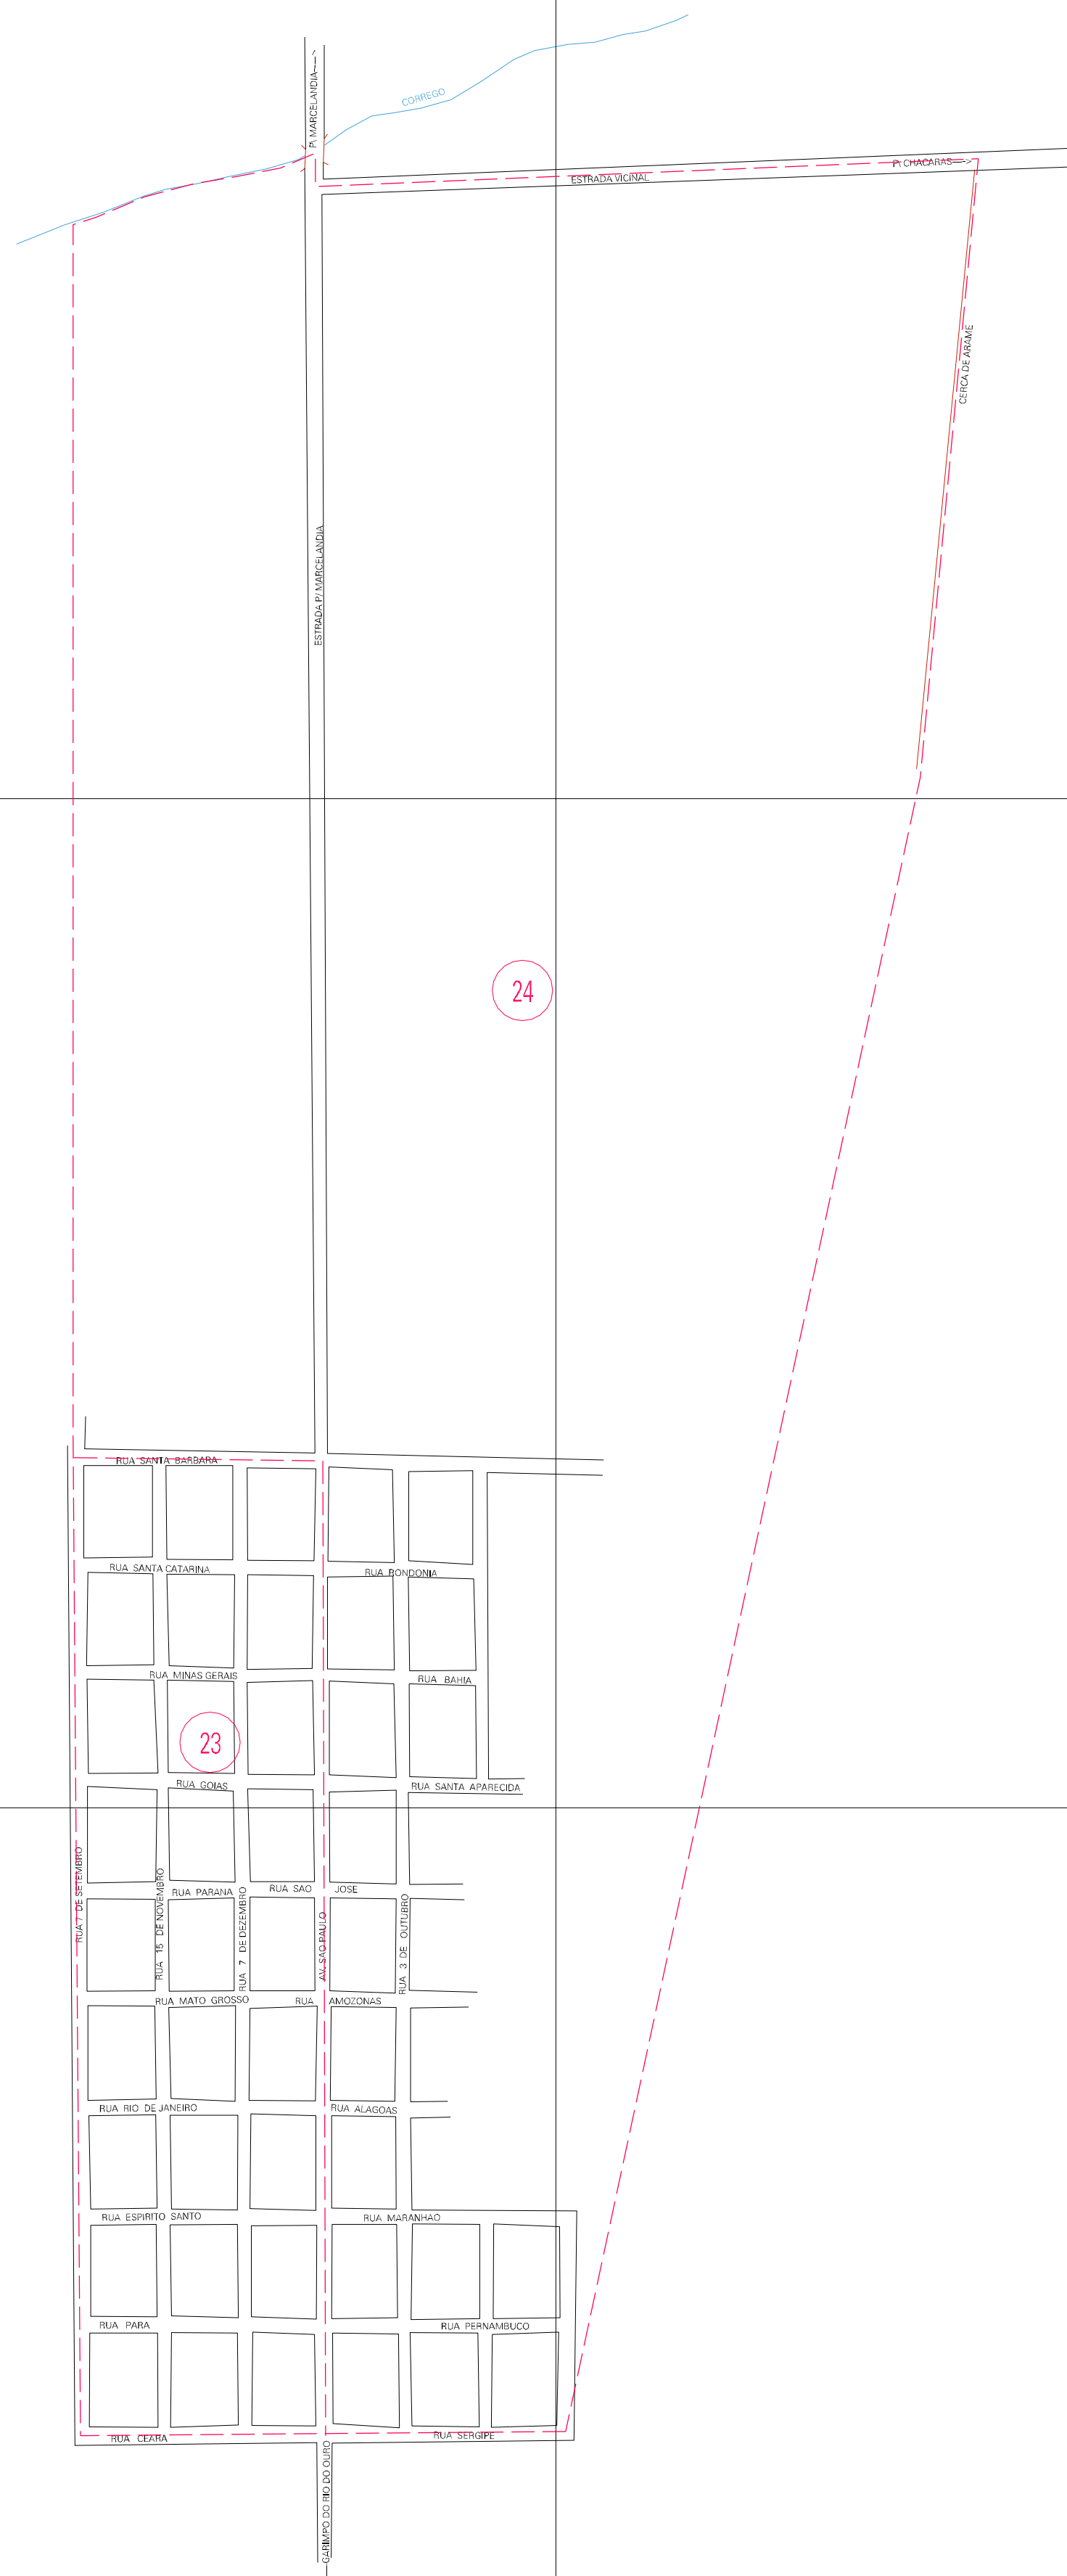 P\ MARCELANDIA--->
CORREGO
P\ CHACARAS--->
ESTRADA VICINAL
CERCA DE ARAME
ESTRADA P/ MARCELANDIA
24
RUA SANTA BARBARA
RUA SANTA CATARINA
RUA RONDONIA
RUA MINAS GERAIS
RUA BAHIA
23
RUA GOIAS
RUA SANTA APARECIDA
RUA 7 DE SETEMBRO
RUA 15 DE NOVEMBRO
RUA PARANA
RUA 7 DE DEZEMBRO
RUA SAO JOSE
AV. SAO PAULO
RUA 3 DE OUTUBRO
RUA MATO GROSSO
RUA AMOZONAS
RUA RIO DE JANEIRO
RUA ALAGOAS
RUA ESPIRITO SANTO
RUA MARANHAO
RUA PARA
RUA PERNAMBUCO
RUA CEARA
RUA SERGIPE
GARIMPO DO RIO DO OURO